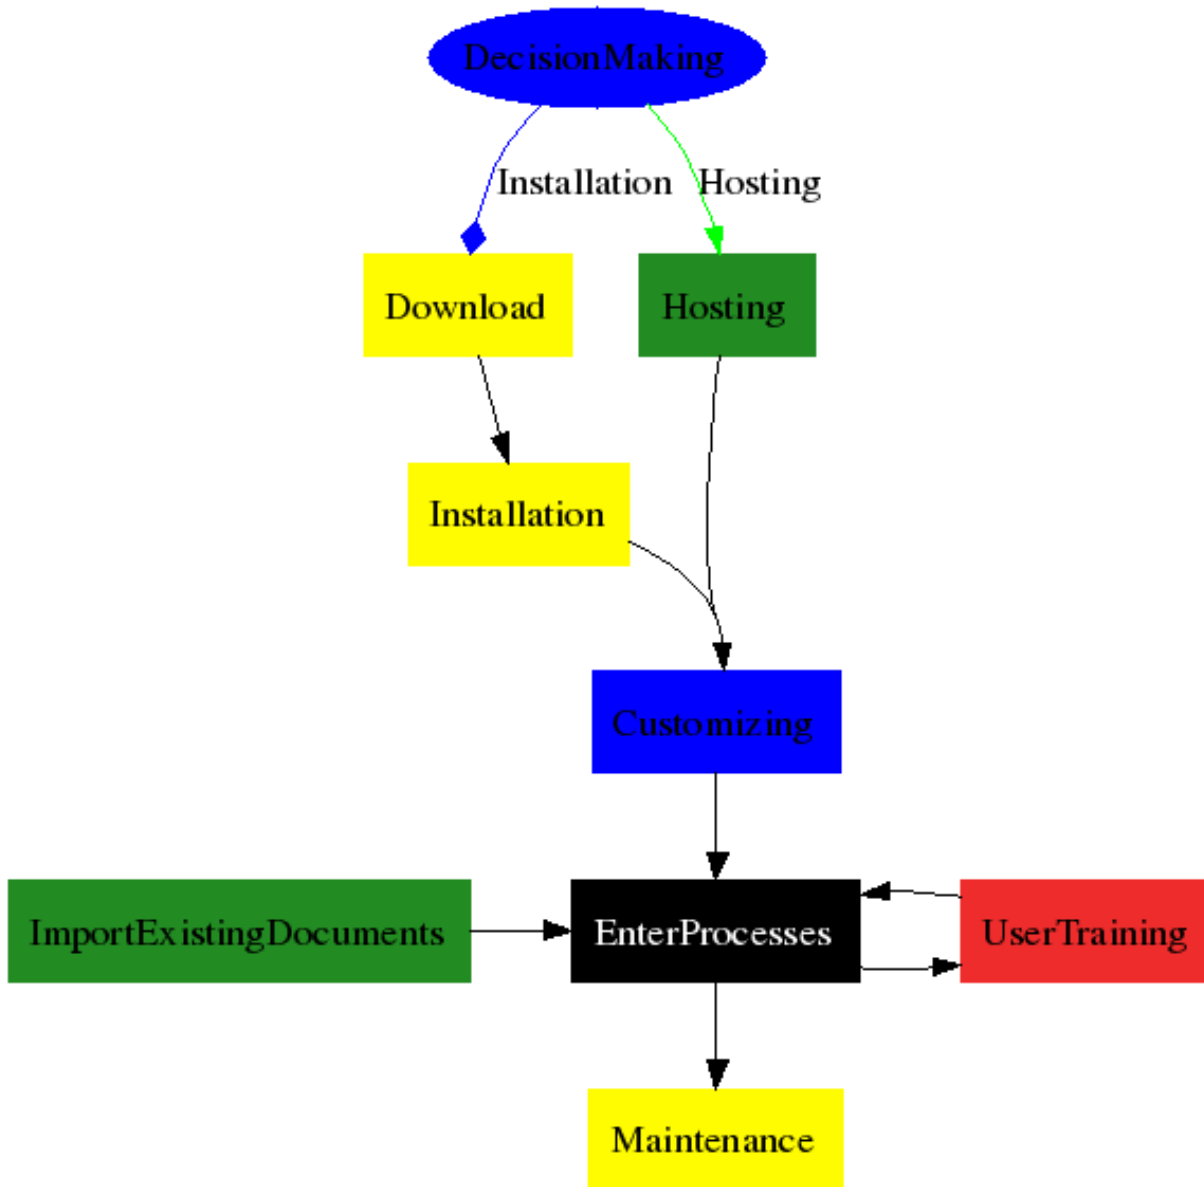 DecisionMaking
Installation
Hosting
Download
Hosting
Installation
Customizing
ImportExistingDocuments
EnterProcesses
UserTraining
Maintenance